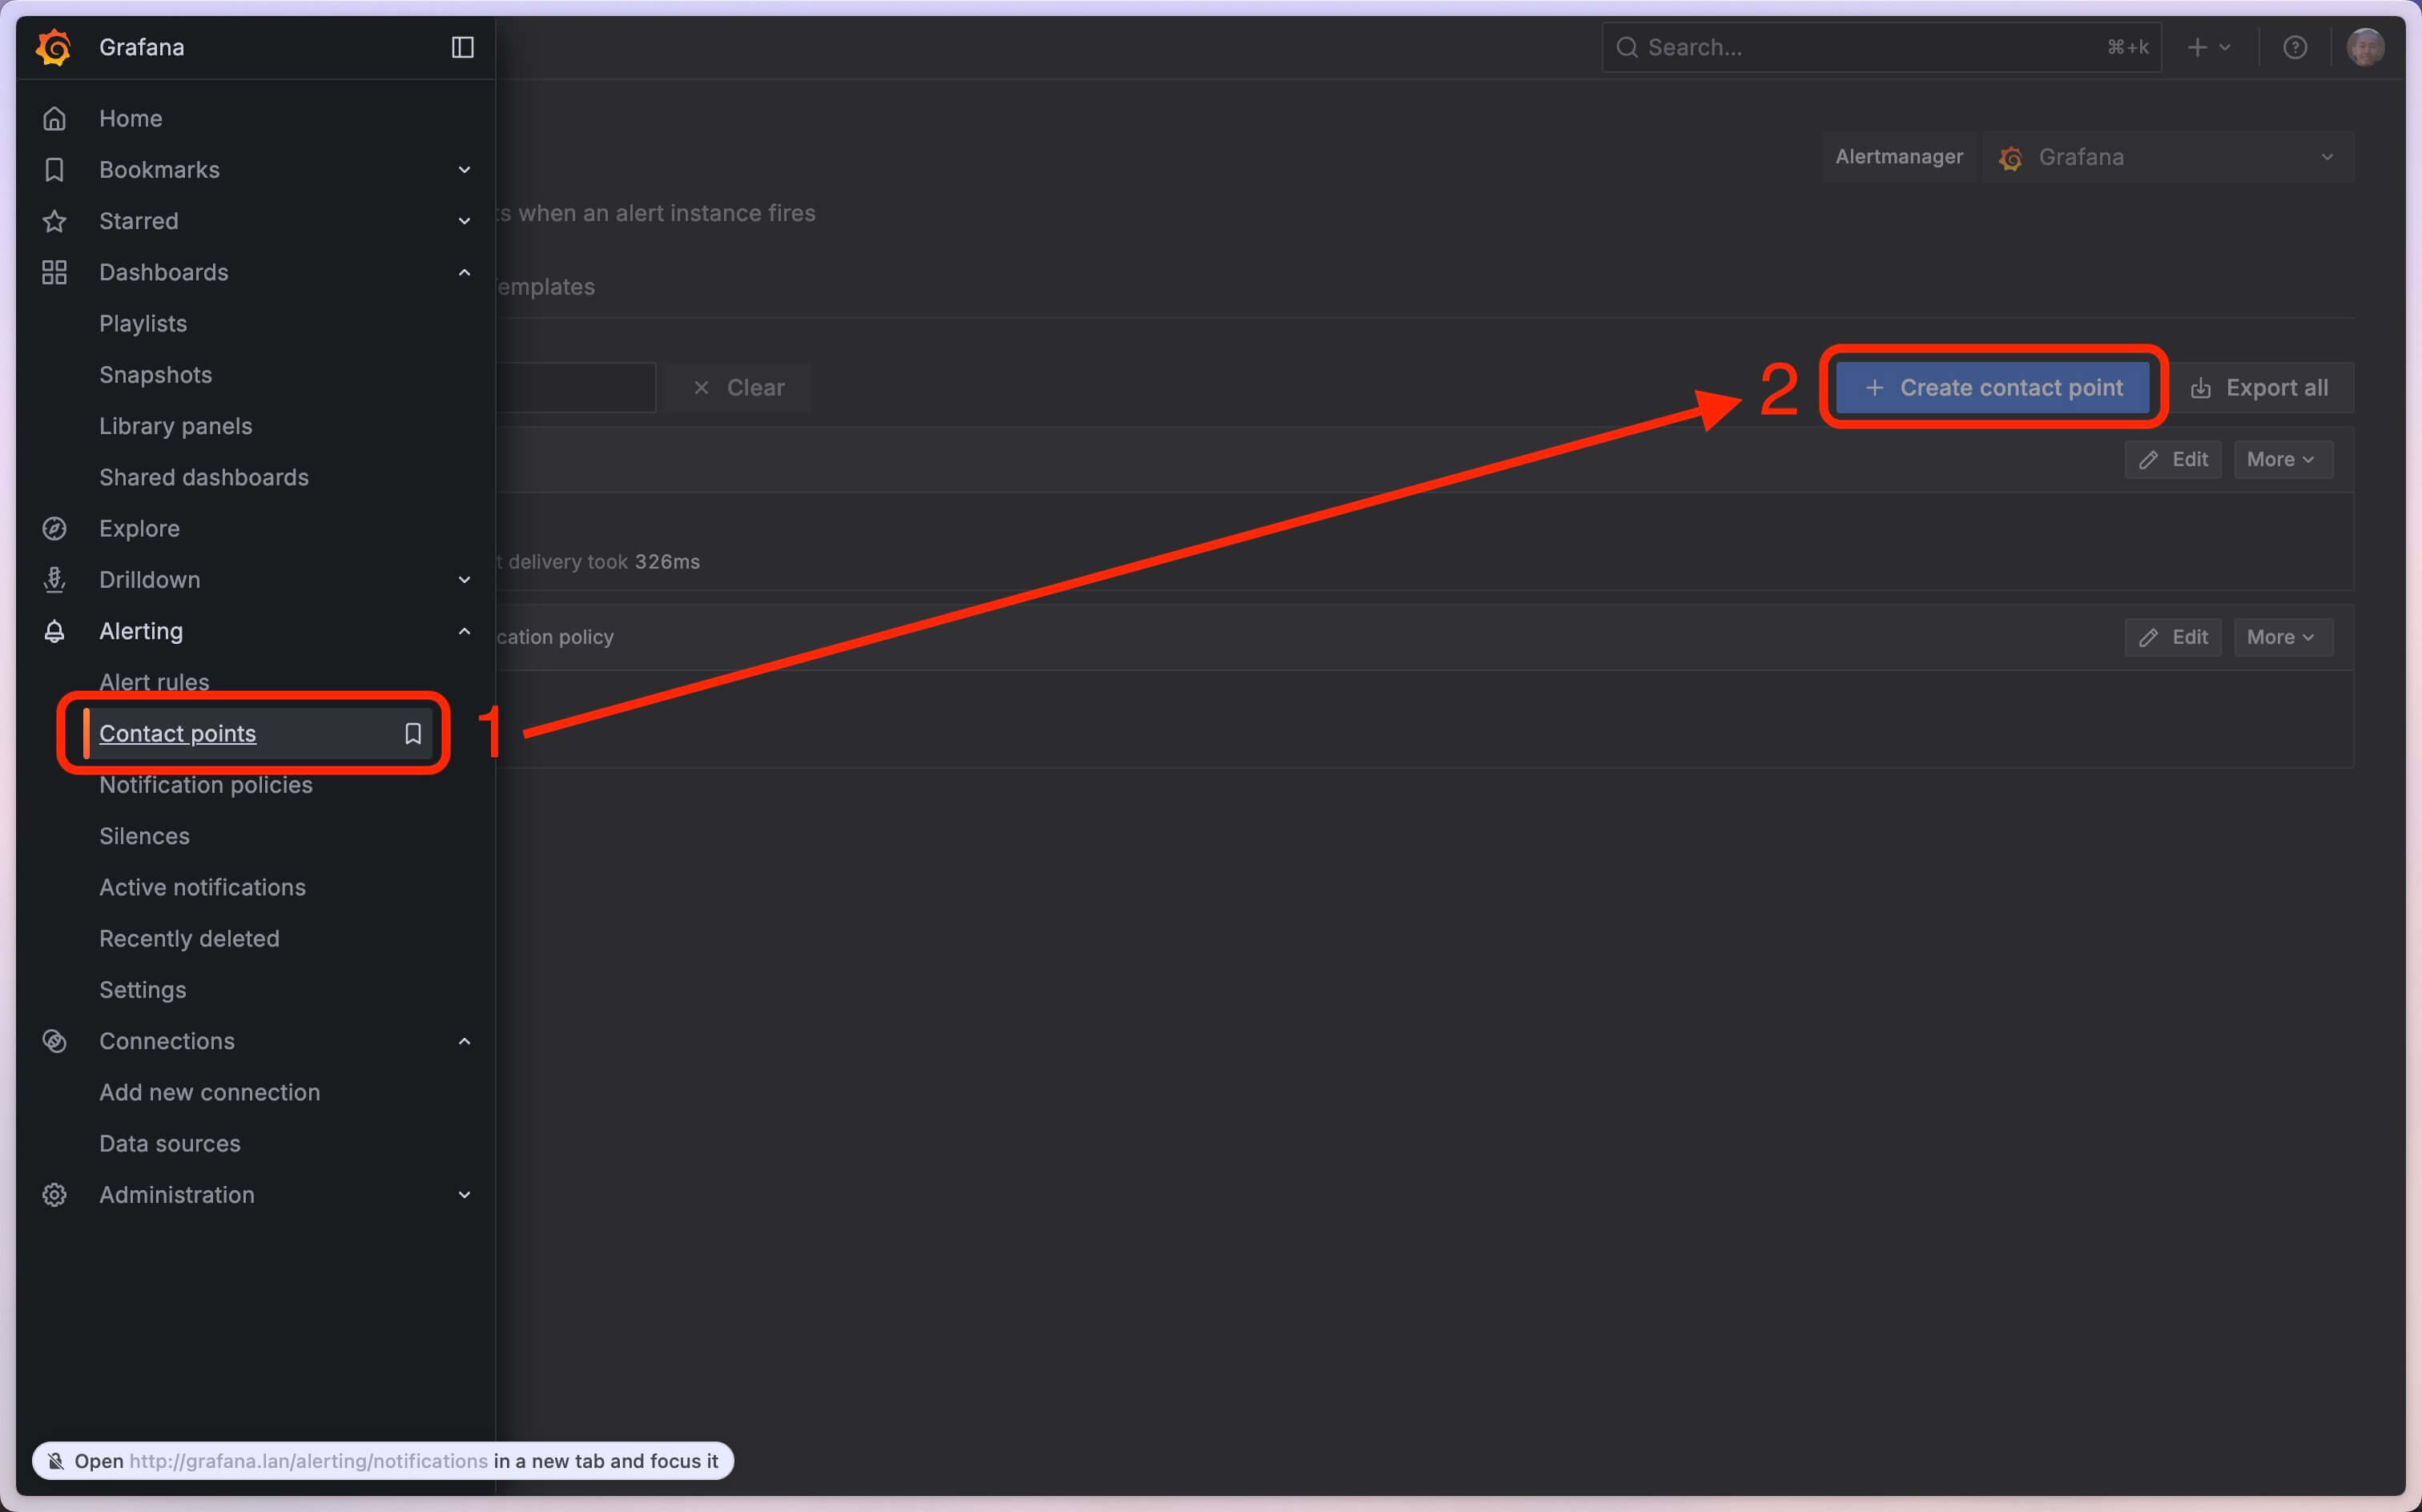 Grafana
Search...
⌘+k
Home
Bookmarks
Starred
Dashboards
Playlists
Snapshots
Library panels
Shared dashboards
Explore
Drilldown
Alerting
Alert rules
Contact points
Notification policies
Silences
Active notifications
Recently deleted
Settings
Connections
Add new connection
Data sources
Administration
Alertmanager
Grafana
ts when an alert instance fires
emplates
Clear
2
+ Create contact point
Export all
Edit
More
t delivery took 326ms
cation policy
Edit
More
1
Open http://grafana.lan/alerting/notifications in a new tab and focus it